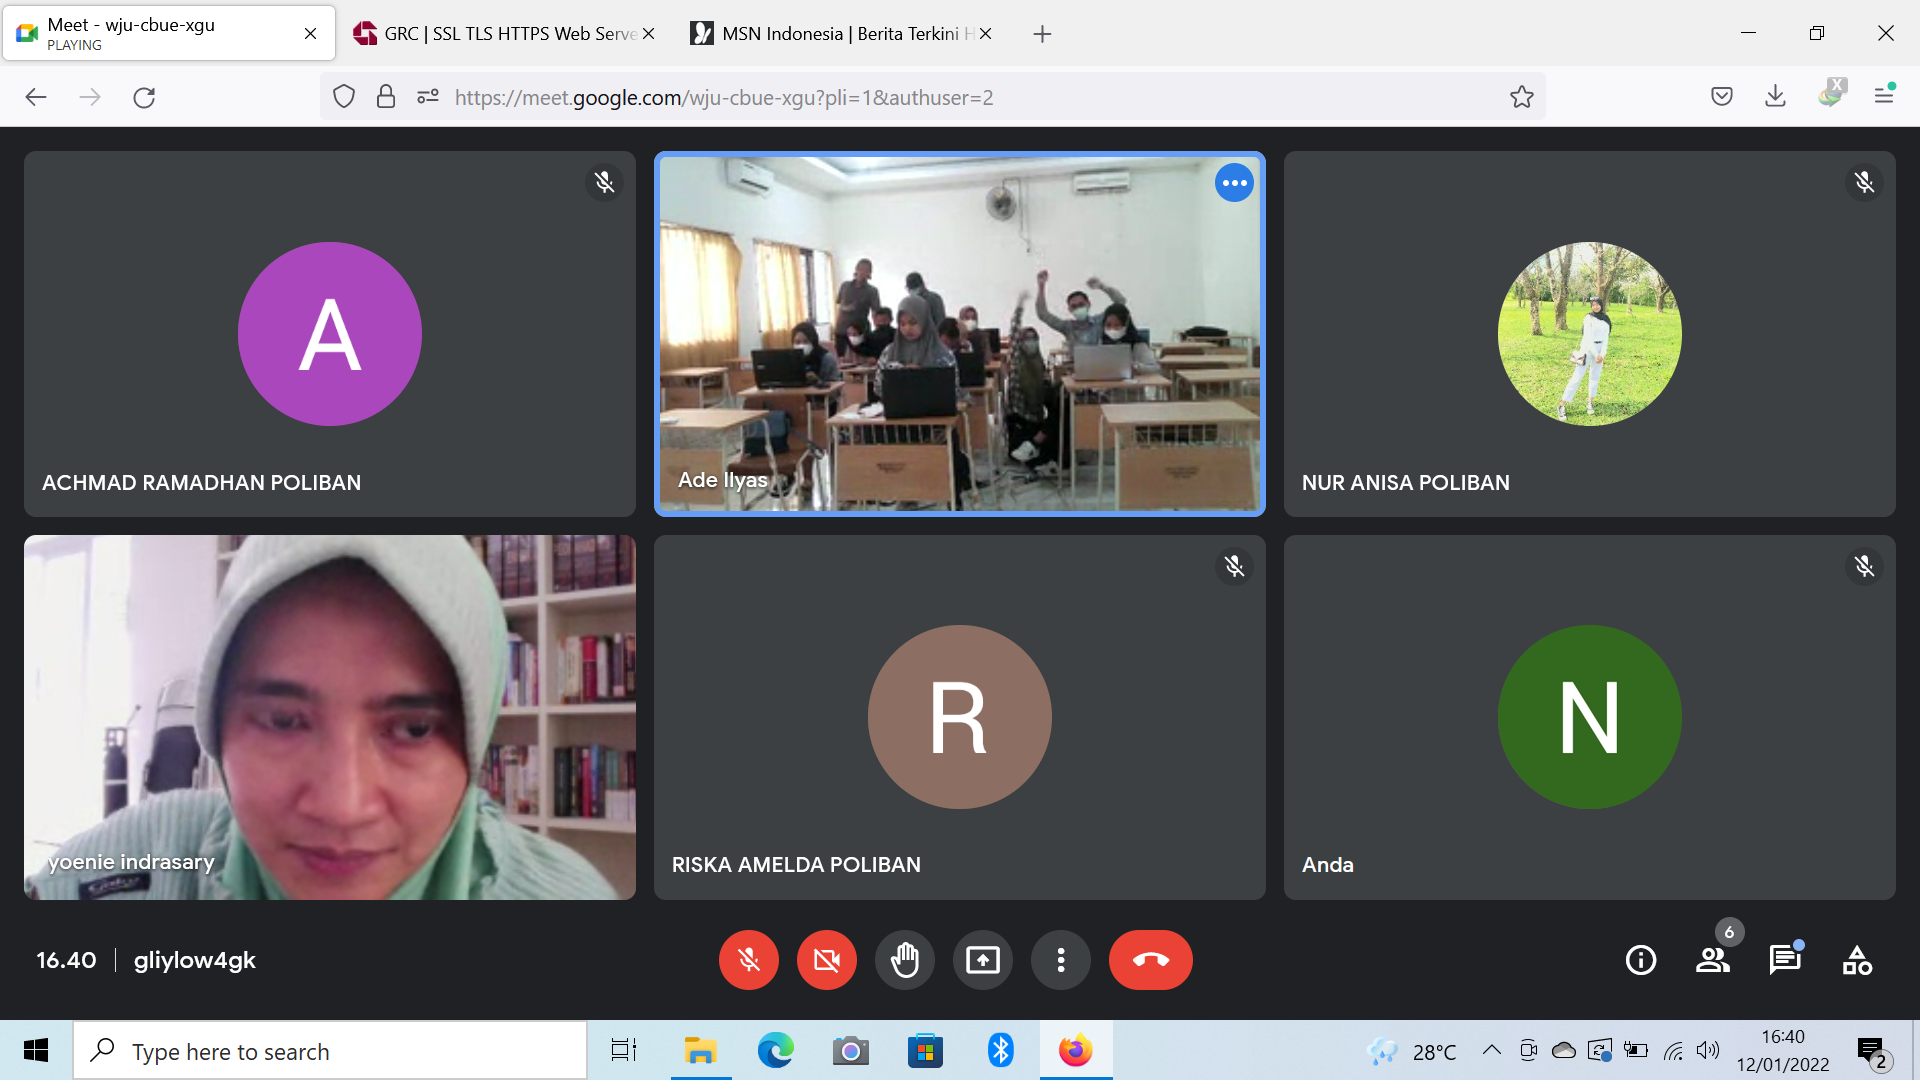 Meet - wju-cbue-xgu
PLAYING
GRC | SSL TLS HTTPS Web Serve
MSN Indonesia | Berita Terkini H
https://meet.google.com/wju-cbue-xgu?pli=1&authuser=2
A
ACHMAD RAMADHAN POLIBAN
Ade Ilyas
NUR ANISA POLIBAN
yoenie indrasary
R
RISKA AMELDA POLIBAN
N
Anda
16.40
gliylow4gk
6
Type here to search
28°C
16:40
12/01/2022
2
X